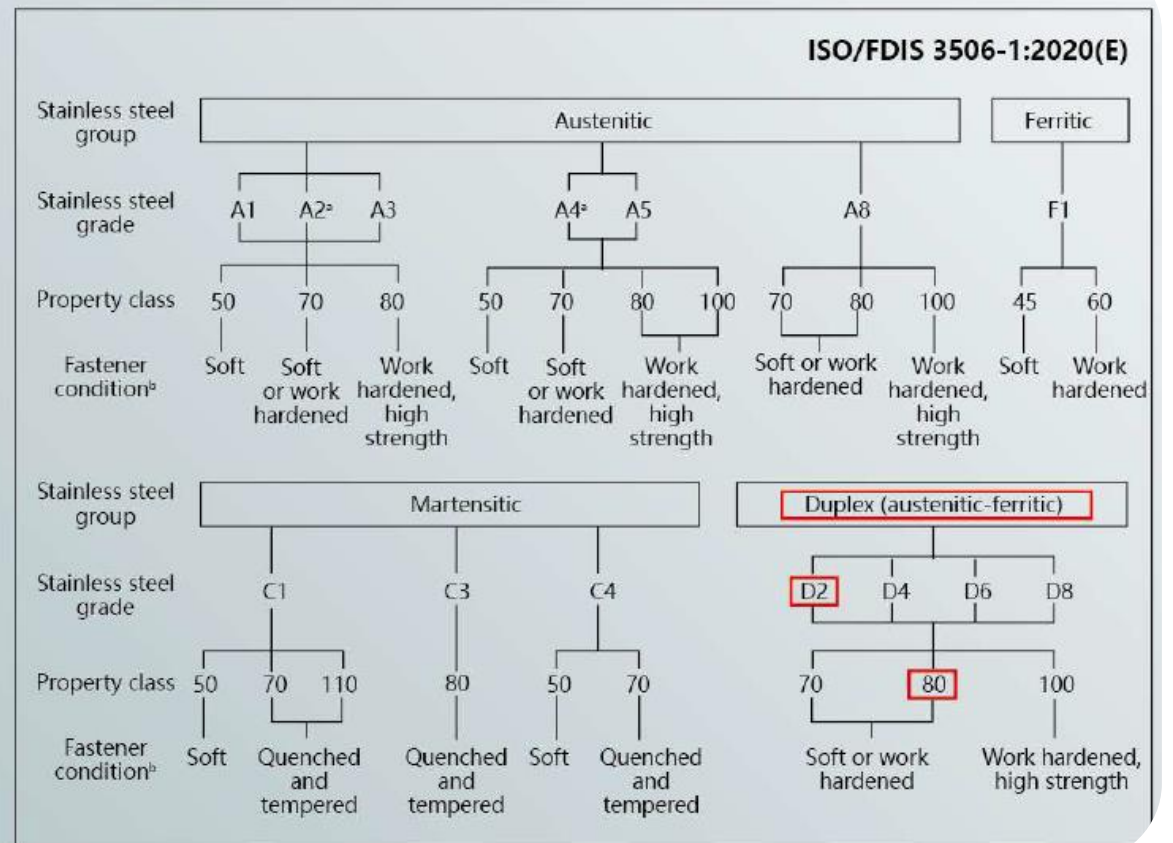 ISO/FDIS 3506-1:2020(E)
Stainless steel group
Austenitic
Ferritic
Stainless steel grade
A1 A2ᵃ A3 A4ᵃ A5 A8 F1
Property class 50 70 80 50 70 80 100 70 80 100 45 60
Fastener conditionᵇ
Soft
Soft or work hardened
Work hardened, high strength
Soft
Soft or work hardened
Work hardened, high strength
Soft or work hardened
Work hardened, high strength
Soft
Work hardened
Stainless steel group
Martensitic
Duplex (austenitic-ferritic)
Stainless steel grade
C1 C3 C4 D2 D4 D6 D8
Property class 50 70 110 80 50 70 70 80 100
Fastener conditionᵇ
Soft
Quenched and tempered
Quenched and tempered
Soft
Quenched and tempered
Soft or work hardened
Work hardened, high strength